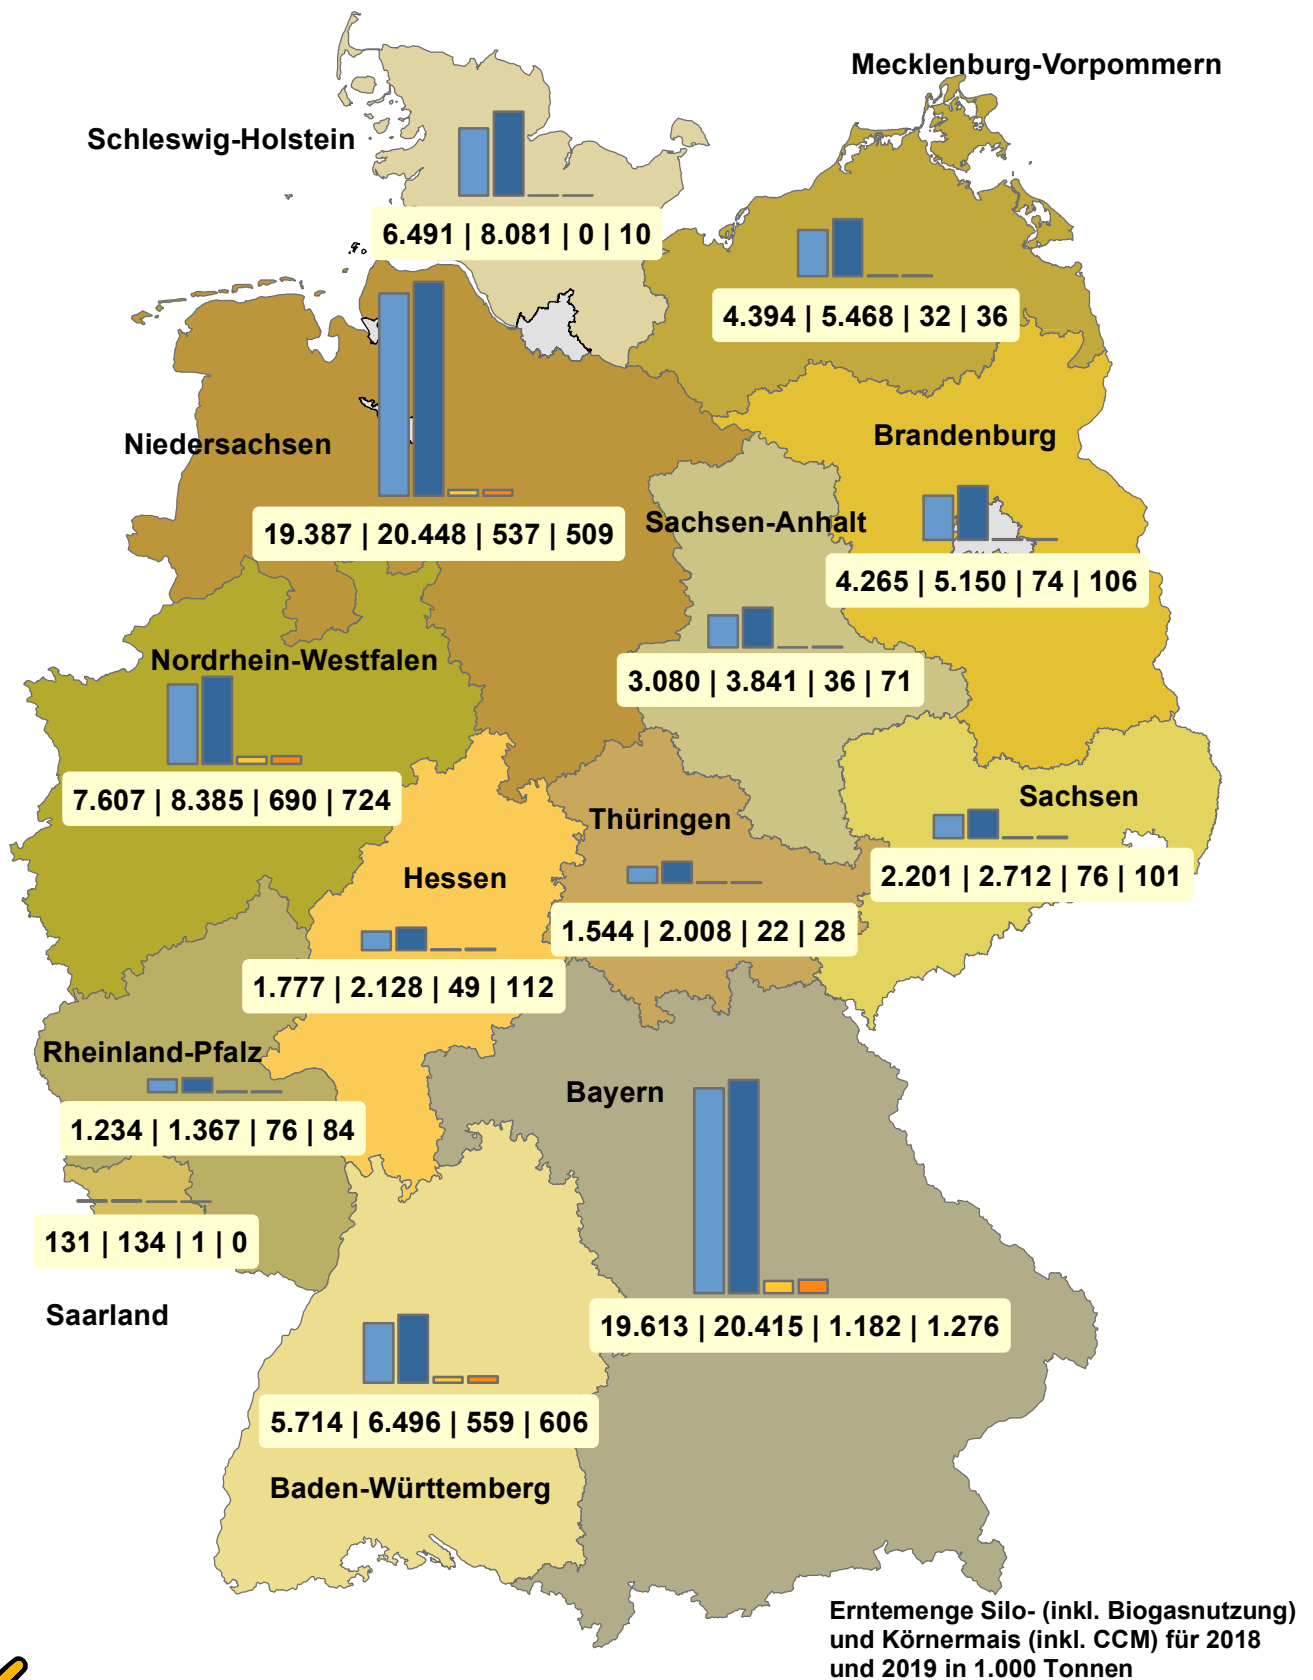 Mecklenburg-Vorpommern
Schleswig-Holstein
6.491 | 8.081 | 0 | 10
4.394 | 5.468 | 32 | 36
Niedersachsen
Brandenburg
19.387 | 20.448 | 537 | 509
Sachsen-Anhalt
4.265 | 5.150 | 74 | 106
Nordrhein-Westfalen
3.080 | 3.841 | 36 | 71
7.607 | 8.385 | 690 | 724
Sachsen
Thüringen
Hessen
2.201 | 2.712 | 76 | 101
1.544 | 2.008 | 22 | 28
1.777 | 2.128 | 49 | 112
Rheinland-Pfalz
Bayern
1.234 | 1.367 | 76 | 84
131 | 134 | 1 | 0
Saarland
19.613 | 20.415 | 1.182 | 1.276
5.714 | 6.496 | 559 | 606
Baden-Württemberg
Erntemenge Silo- (inkl. Biogasnutzung)
und Körnermais (inkl. CCM) für 2018
und 2019 in 1.000 Tonnen